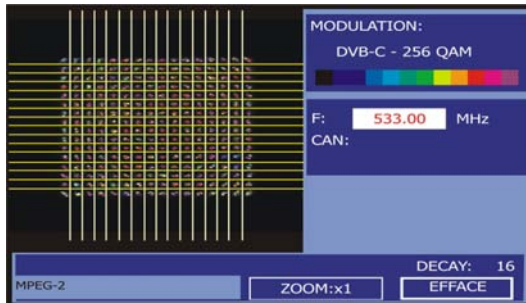 MODULATION:
DVB-C - 256 QAM
F: 533.00 MHz
CAN:
DECAY: 16
MPEG-2
ZOOM:x1
EFFACE